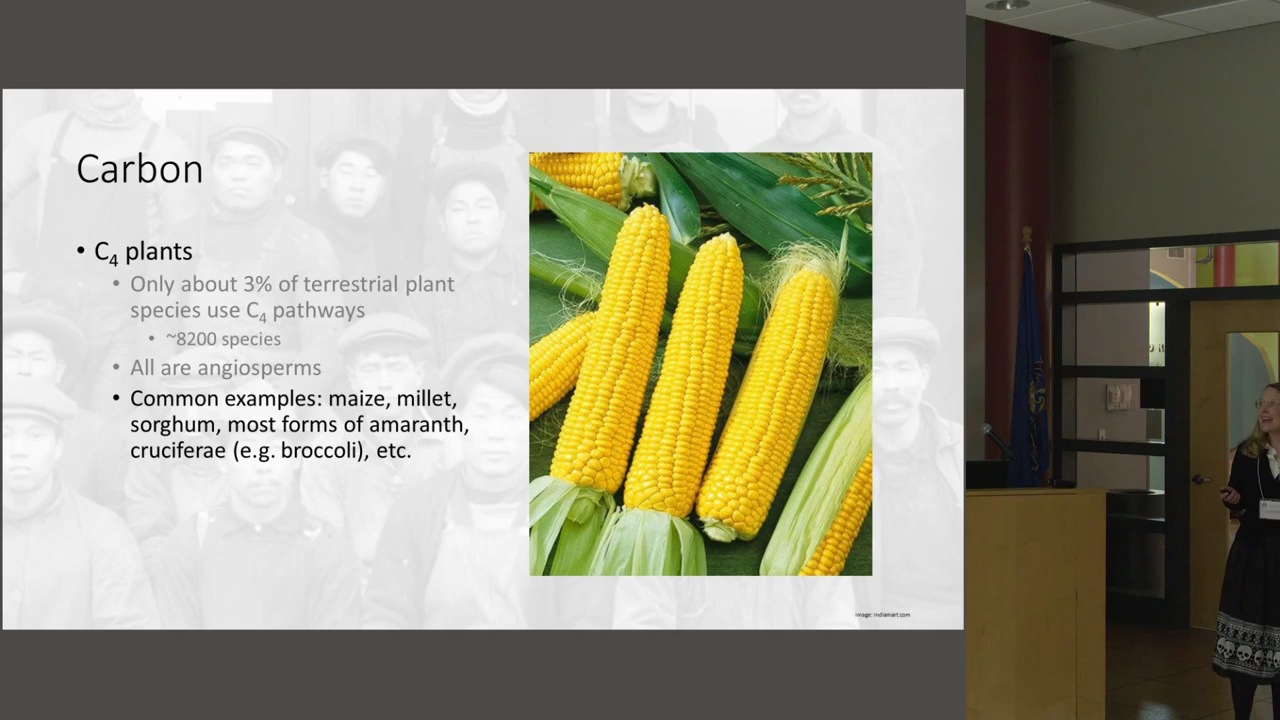 Carbon
• C₄ plants
• Only about 3% of terrestrial plant
species use C₄ pathways
• ~8200 species
• All are angiosperms
• Common examples: maize, millet,
sorghum, most forms of amaranth,
cruciferae (e.g. broccoli), etc.
Image: indiamart.com